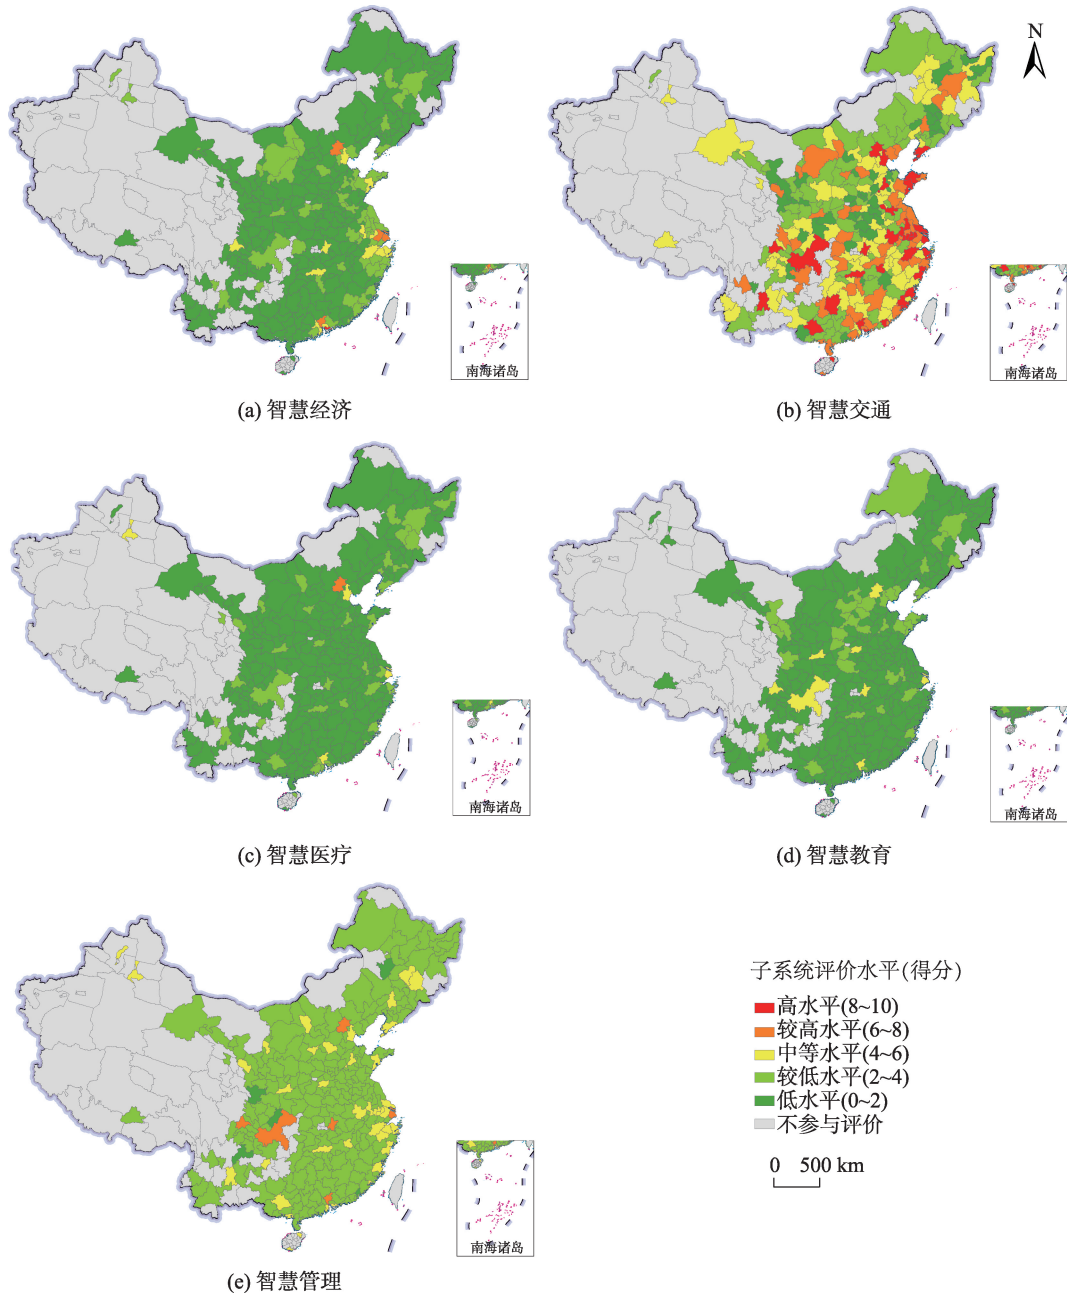 N
南海诸岛
南海诸岛
(a) 智慧经济
(b) 智慧交通
南海诸岛
南海诸岛
(c) 智慧医疗
(d) 智慧教育
子系统评价水平(得分)
高水平(8~10)
较高水平(6~8)
中等水平(4~6)
较低水平(2~4)
低水平(0~2)
不参与评价
0 500 km
南海诸岛
(e) 智慧管理